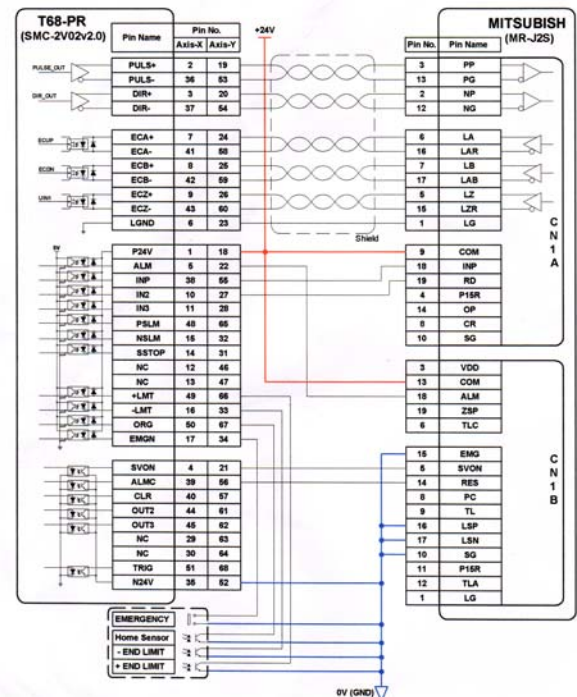 T68-PR
(SMC-2V02v2.0)
Pin Name Pin No.
Axis-X Axis-Y
+24V
MITSUBISH
(MR-J2S)
Pin No. Pin Name
PULSE_OUT
PULS+ 2 19
PULS- 36 53
DIR_OUT
DIR+ 3 20
DIR- 37 54
3 PP
13 PG
2 NP
12 NG
ECUP
ECA+ 7 24
ECA- 41 58
ECDN
ECB+ 8 25
ECB- 42 59
ECZ+ 9 26
ECZ- 43 60
LGND 6 23
6 LA
16 LAR
7 LB
17 LAB
5 LZ
15 LZR
1 LG
Shield
0V
P24V 1 18
ALM 5 22
INP 38 55
IN2 10 27
IN3 11 28
PSLM 48 65
NSLM 15 32
SSTOP 14 31
NC 12 46
NC 13 47
+LMT 49 66
-LMT 16 33
ORG 50 67
EMGN 17 34
9 COM
18 INP
19 RD
4 P15R
14 OP
8 CR
10 SG
CN1A
3 VDD
13 COM
18 ALM
19 ZSP
6 TLC
SVON 4 21
ALMC 39 56
CLR 40 57
OUT2 44 61
OUT3 45 62
NC 29 63
NC 30 64
TRIG 51 68
N24V 35 52
15 EMG
5 SVON
14 RES
8 PC
9 TL
16 LSP
17 LSN
10 SG
11 P15R
12 TLA
1 LG
CN1B
EMERGENCY
Home Sensor
- END LIMIT
+ END LIMIT
0V (GND)